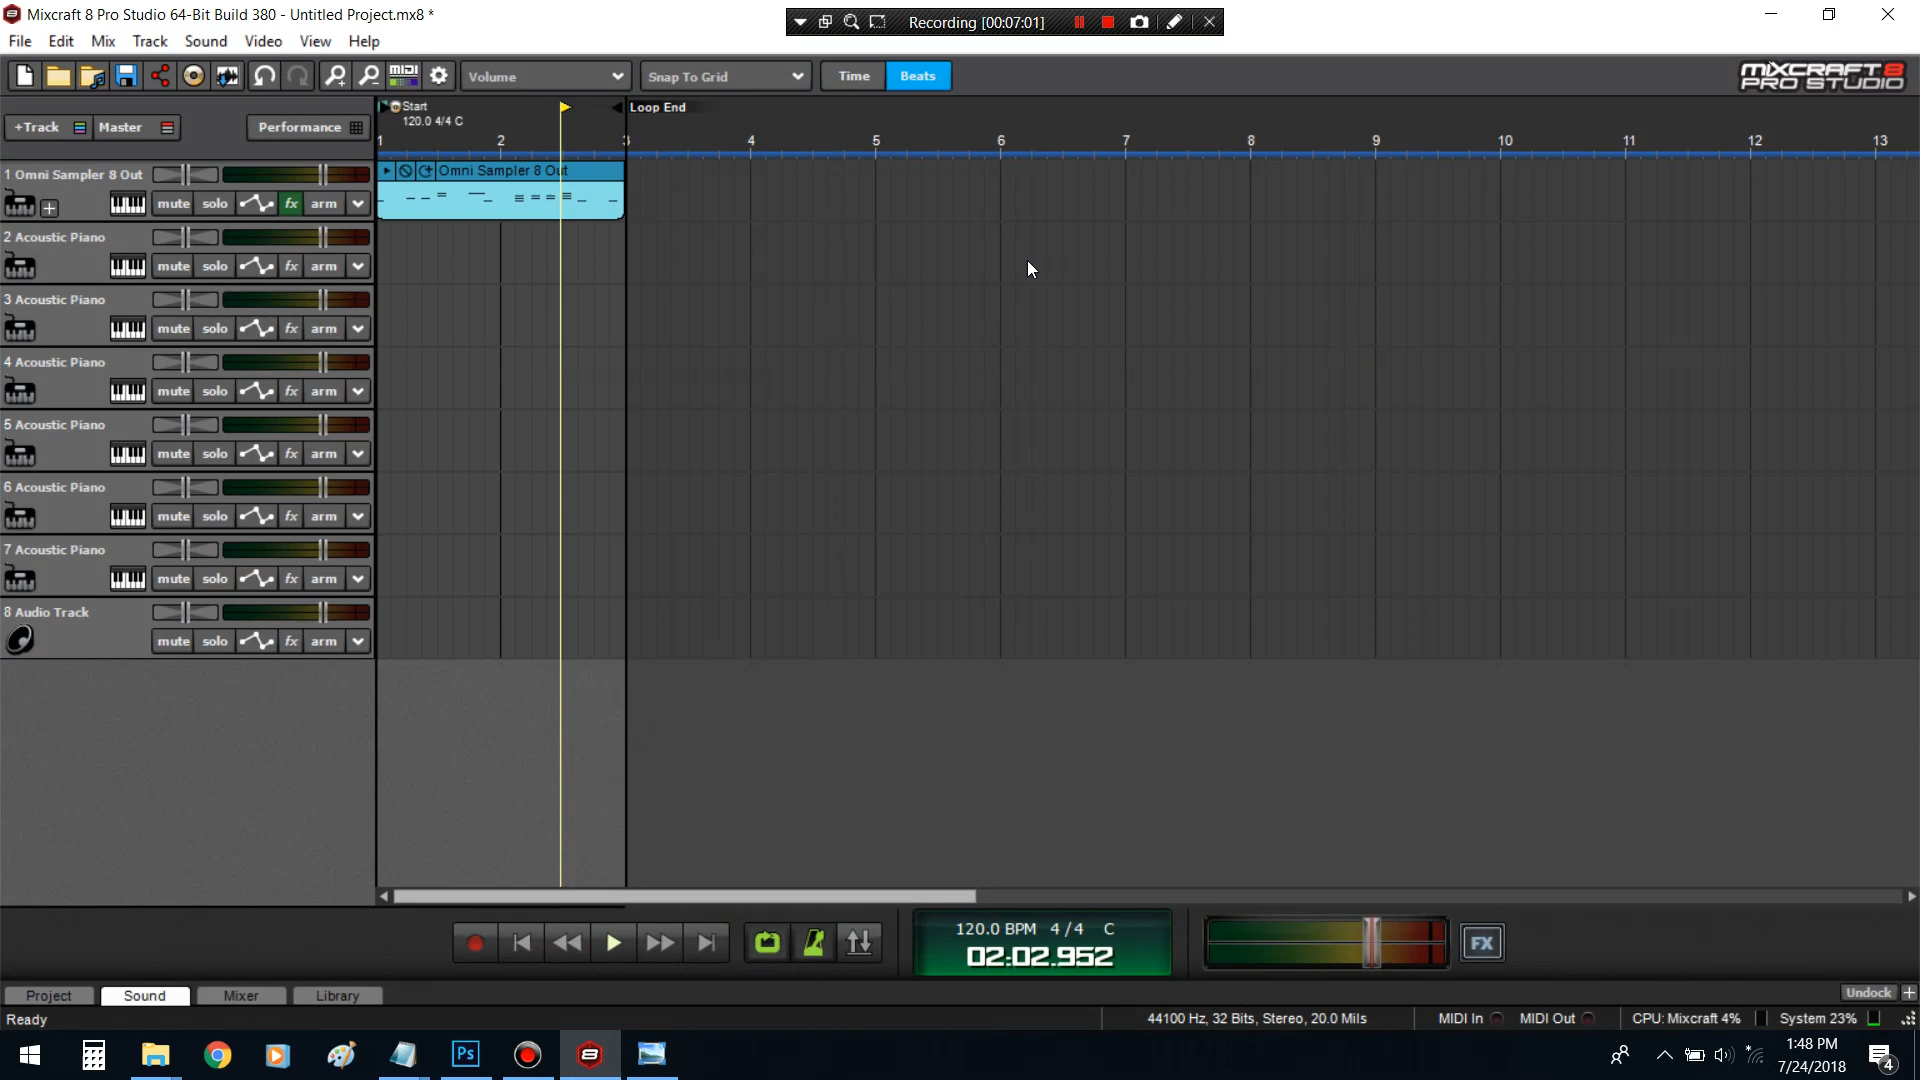 Mixcraft 8 Pro Studio 64-Bit Build 380 - Untitled Project.mx8 *
Recording [00:07:01]
File Edit Mix Track Sound Video View Help
MIDI Volume Snap To Grid Time Beats
MIXCRAFT 8
PRO STUDIO
+Track Master Performance
Start Loop End
120.0 4/4 C
1 2 3 4 5 6 7 8 9 10 11 12 13
1 Omni Sampler 8 Out
mute solo fx arm
Omni Sampler 8 Out
2 Acoustic Piano
mute solo fx arm
3 Acoustic Piano
mute solo fx arm
4 Acoustic Piano
mute solo fx arm
5 Acoustic Piano
mute solo fx arm
6 Acoustic Piano
mute solo fx arm
7 Acoustic Piano
mute solo fx arm
8 Audio Track
mute solo fx arm
120.0 BPM 4/4 C
02:02.952
FX
Project Sound Mixer Library Undock
Ready 44100 Hz, 32 Bits, Stereo, 20.0 Mils MIDI In MIDI Out CPU: Mixcraft 4% System 23%
Ps 8
1:48 PM
7/24/2018
4